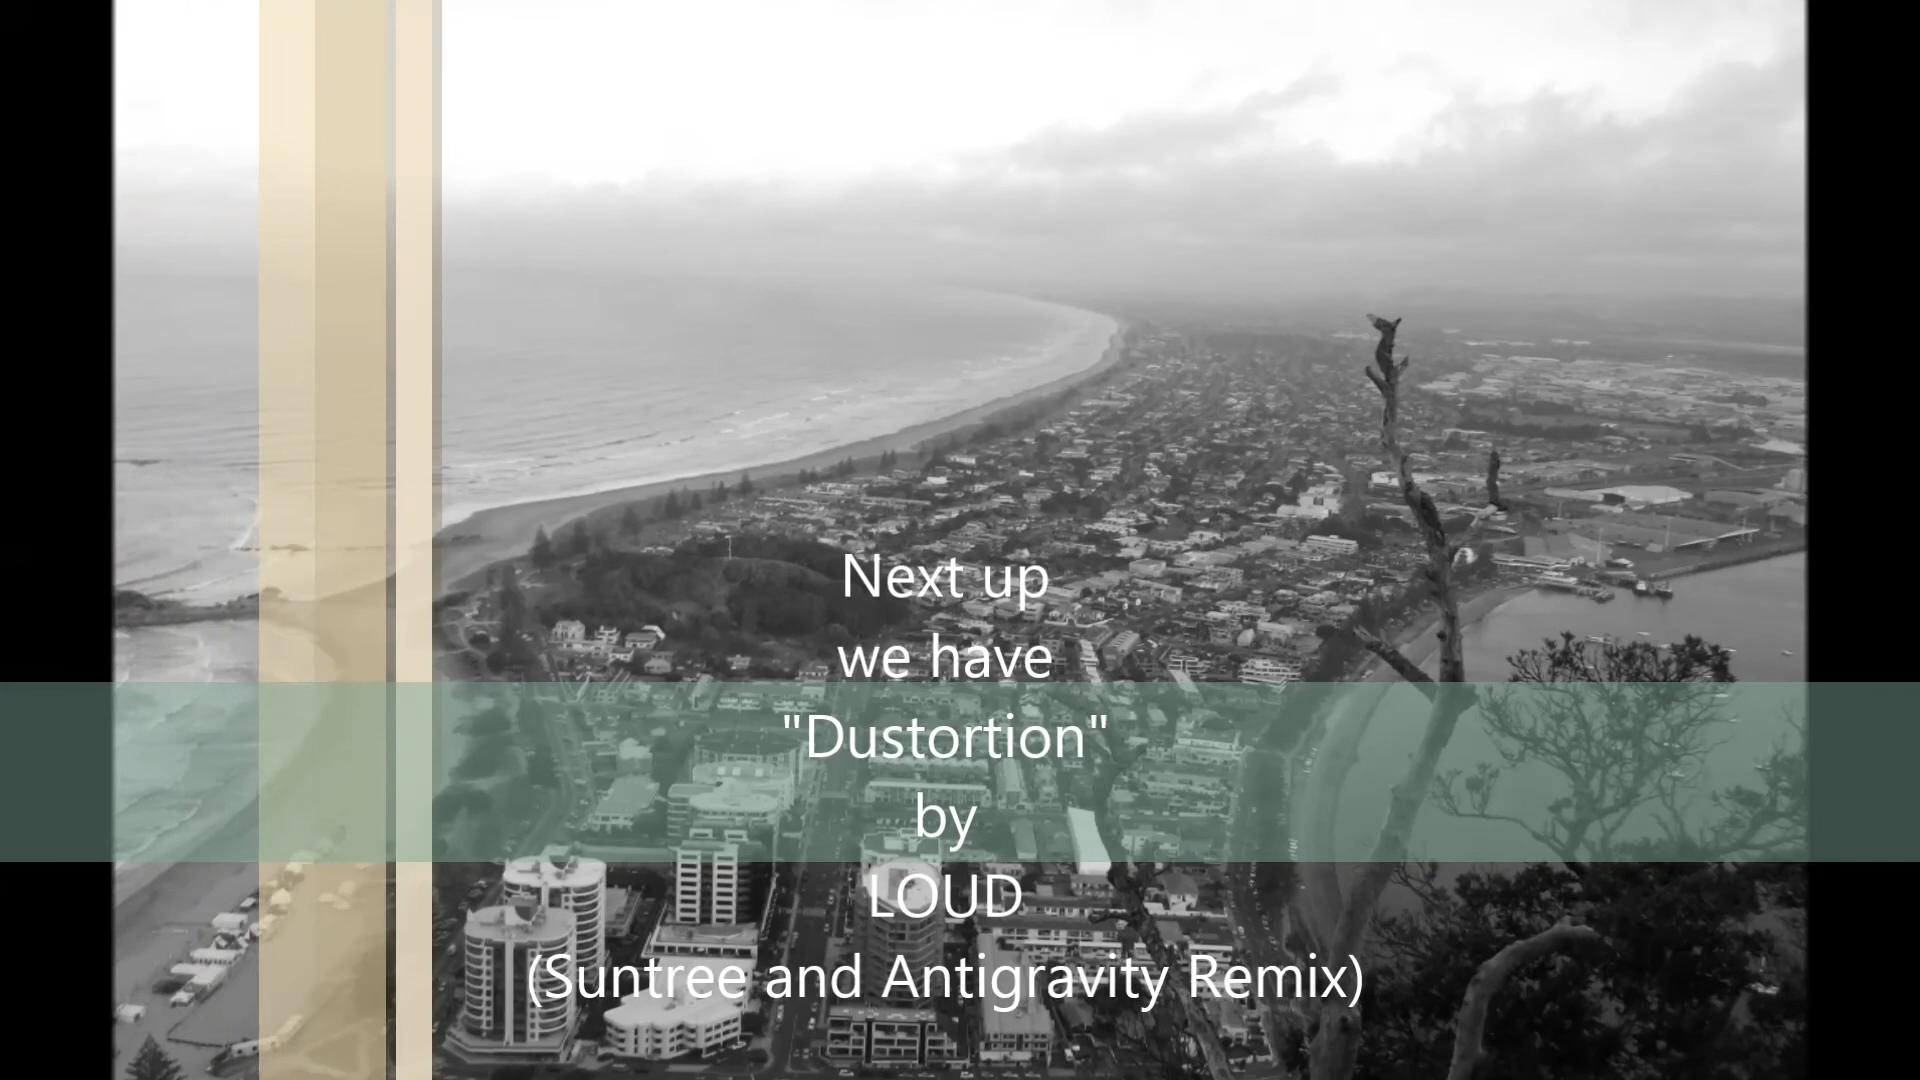 Next up
we have
"Dustortion"
by
LOUD
(Suntree and Antigravity Remix)